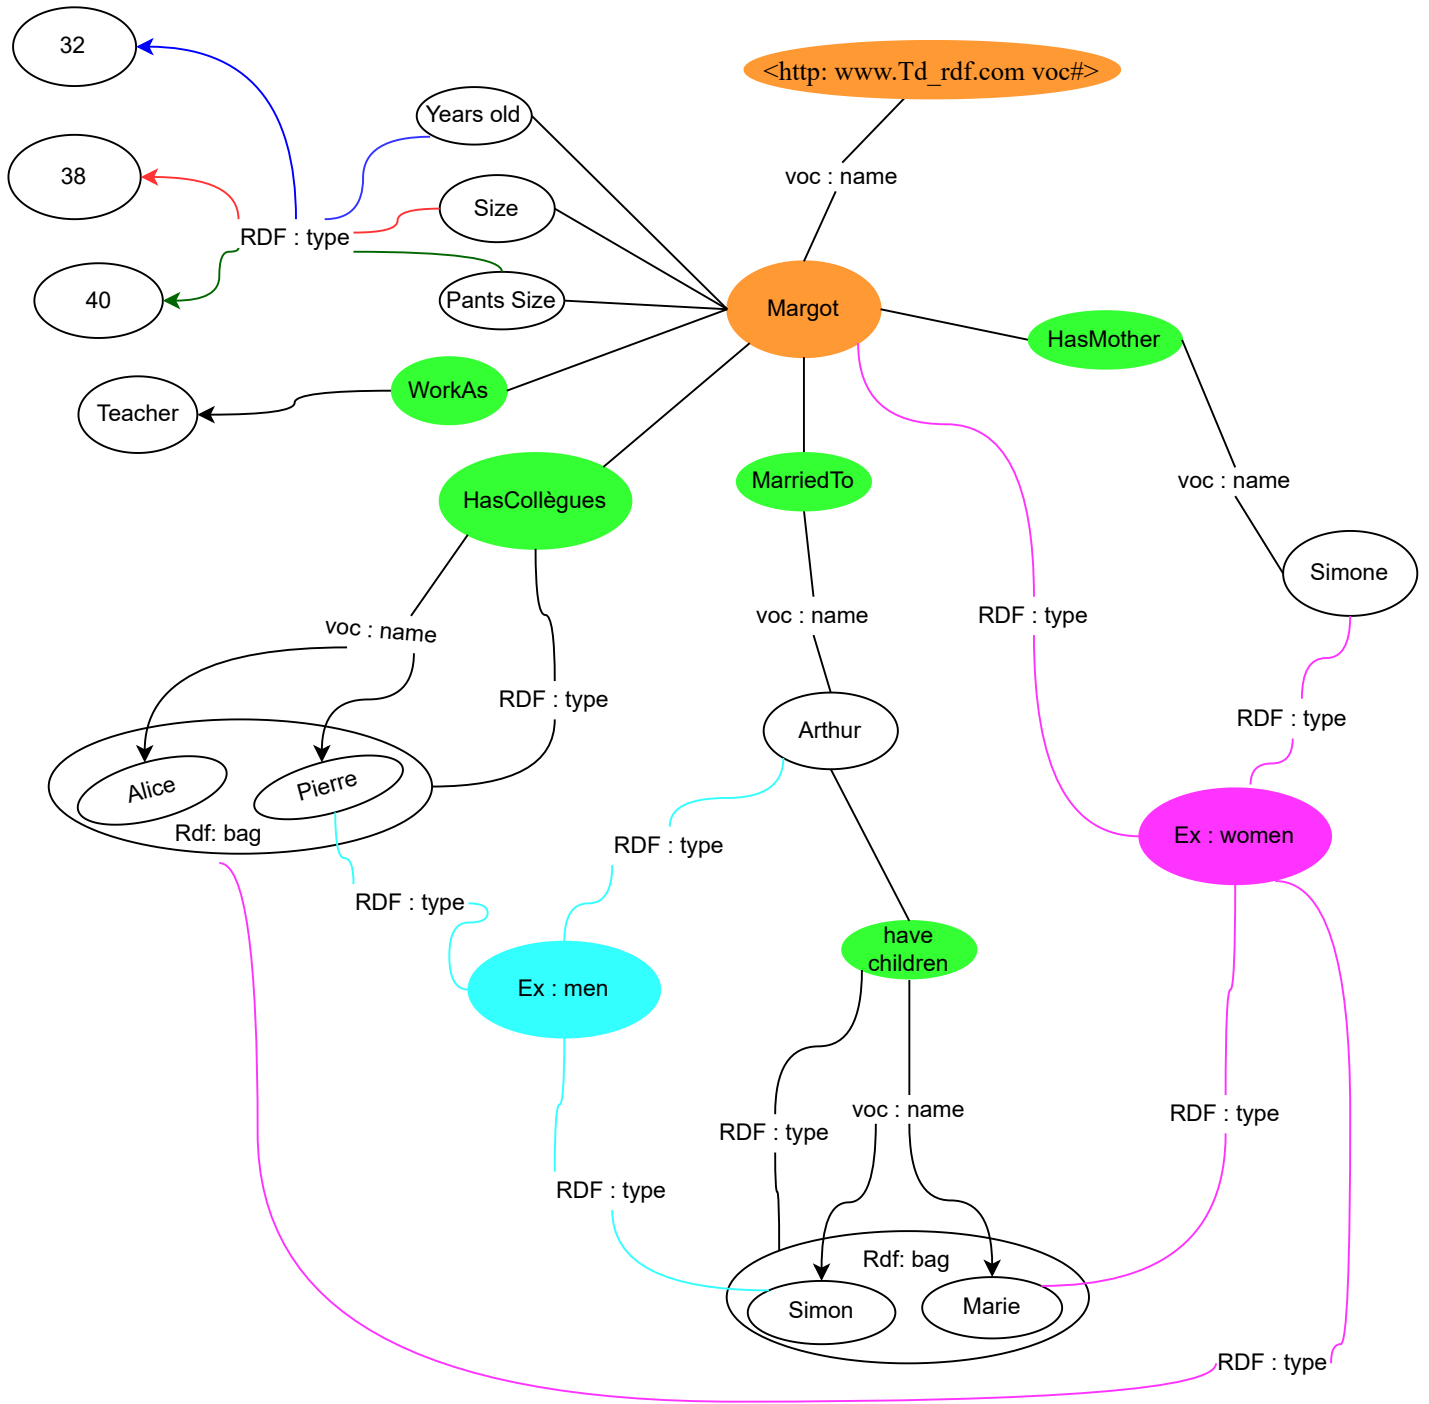 32
<http: www.Td_rdf.com voc#>
Years old
38
voc : name
Size
RDF : type
40
Pants Size
Margot
HasMother
WorkAs
Teacher
MarriedTo
voc : name
HasCollègues
Simone
voc : name
voc : name
RDF : type
RDF : type
RDF : type
Arthur
Alice
Pierre
Rdf: bag
RDF : type
Ex : women
RDF : type
have
children
Ex : men
voc : name
RDF : type
RDF : type
RDF : type
Rdf: bag
Simon
Marie
RDF : type